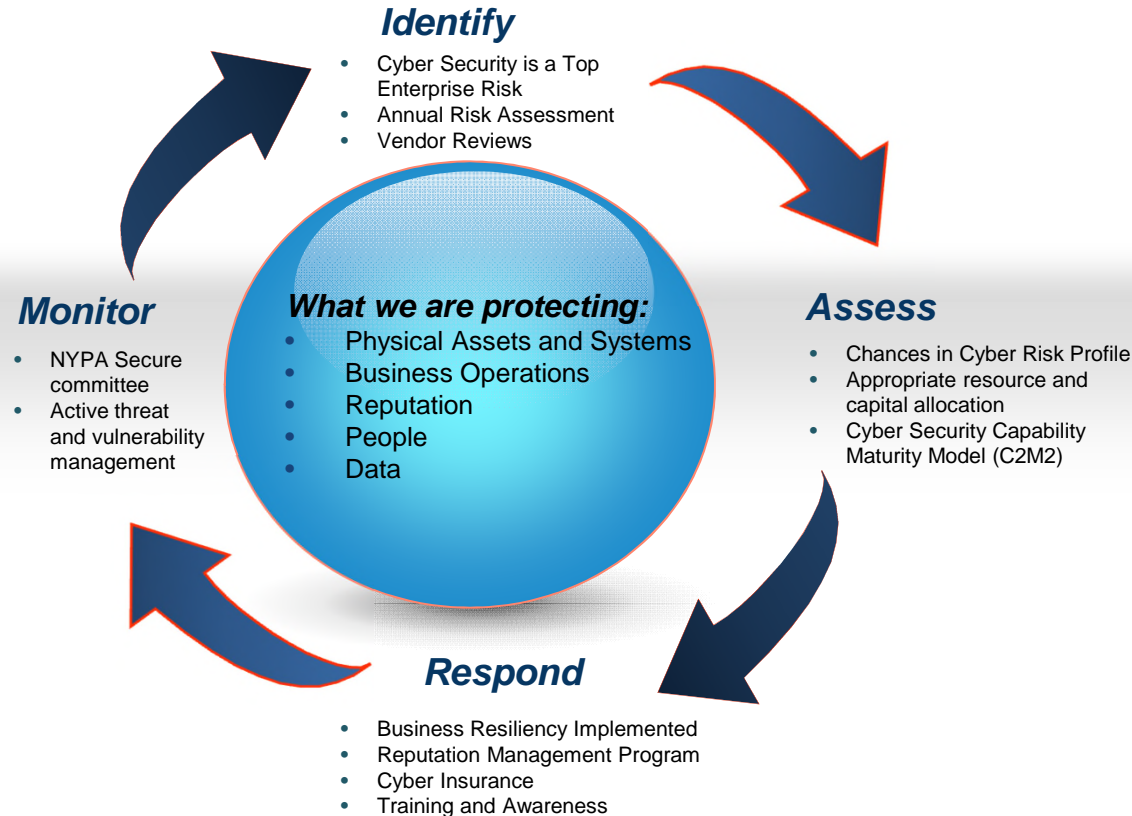 Identify
• Cyber Security is a Top
Enterprise Risk
• Annual Risk Assessment
• Vendor Reviews
What we are protecting:
• Physical Assets and Systems
• Business Operations
• Reputation
• People
• Data
Assess
• Chances in Cyber Risk Profile
• Appropriate resource and
capital allocation
• Cyber Security Capability
Maturity Model (C2M2)
Respond
• Business Resiliency Implemented
• Reputation Management Program
• Cyber Insurance
• Training and Awareness
Monitor
• NYPA Secure
committee
• Active threat
and vulnerability
management